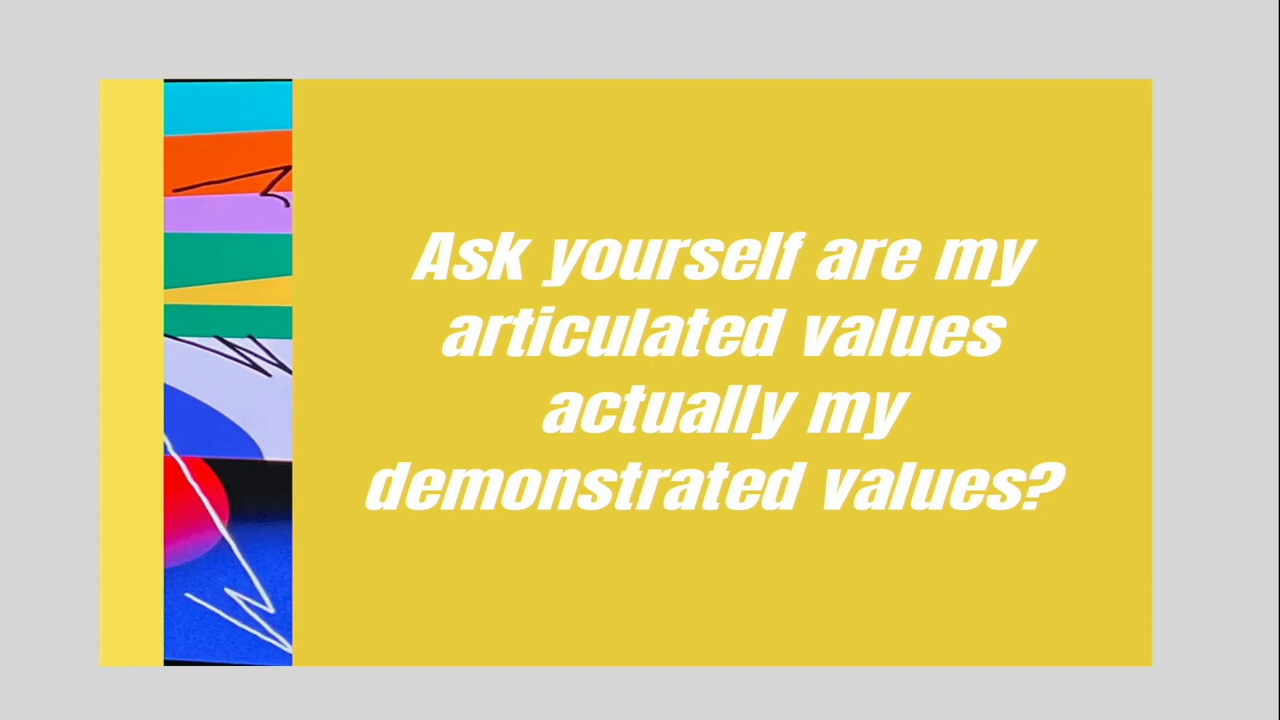 Ask yourself are my
articulated values
actually my
demonstrated values?